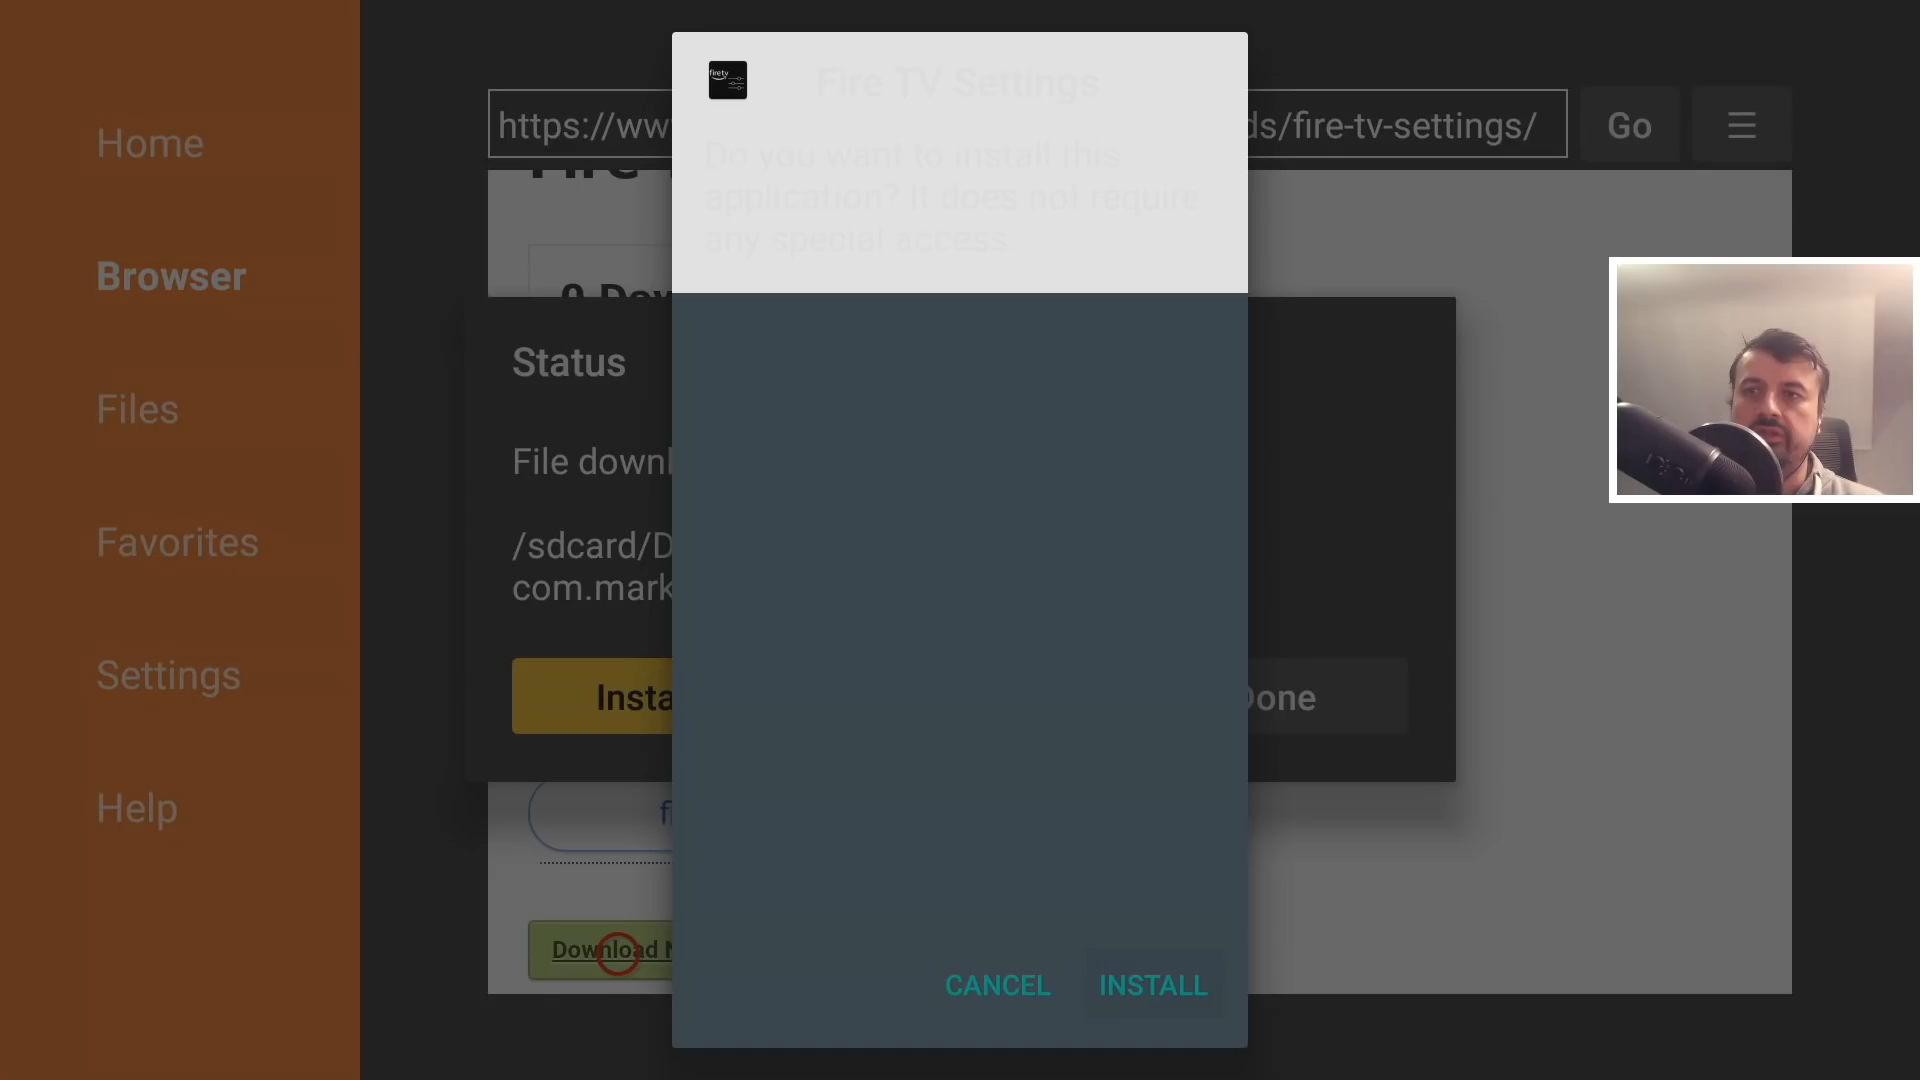 Home
Browser
Files
Favorites
Settings
Help
https://ww
ds/fire-tv-settings/
Go
☰
firetv
Fire TV Settings
Do you want to install this
application? It does not require
any special access.
Status
File downl
/sdcard/D
com.mark
Insta
Done
Download N
CANCEL
INSTALL